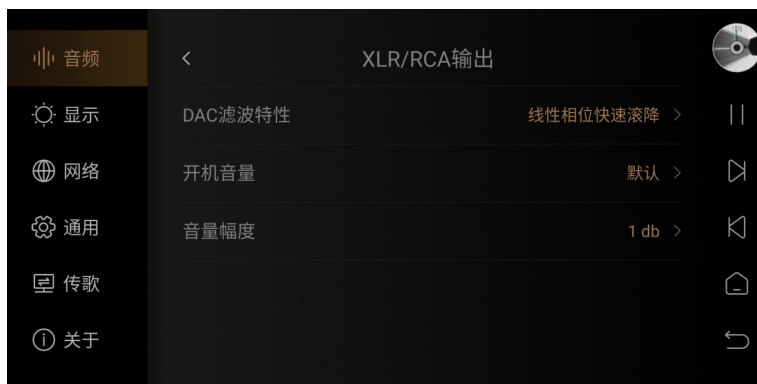 音频
显示
网络
通用
传歌
关于
XLR/RCA输出
DAC滤波特性 线性相位快速滚降
开机音量 默认
音量幅度 1 db